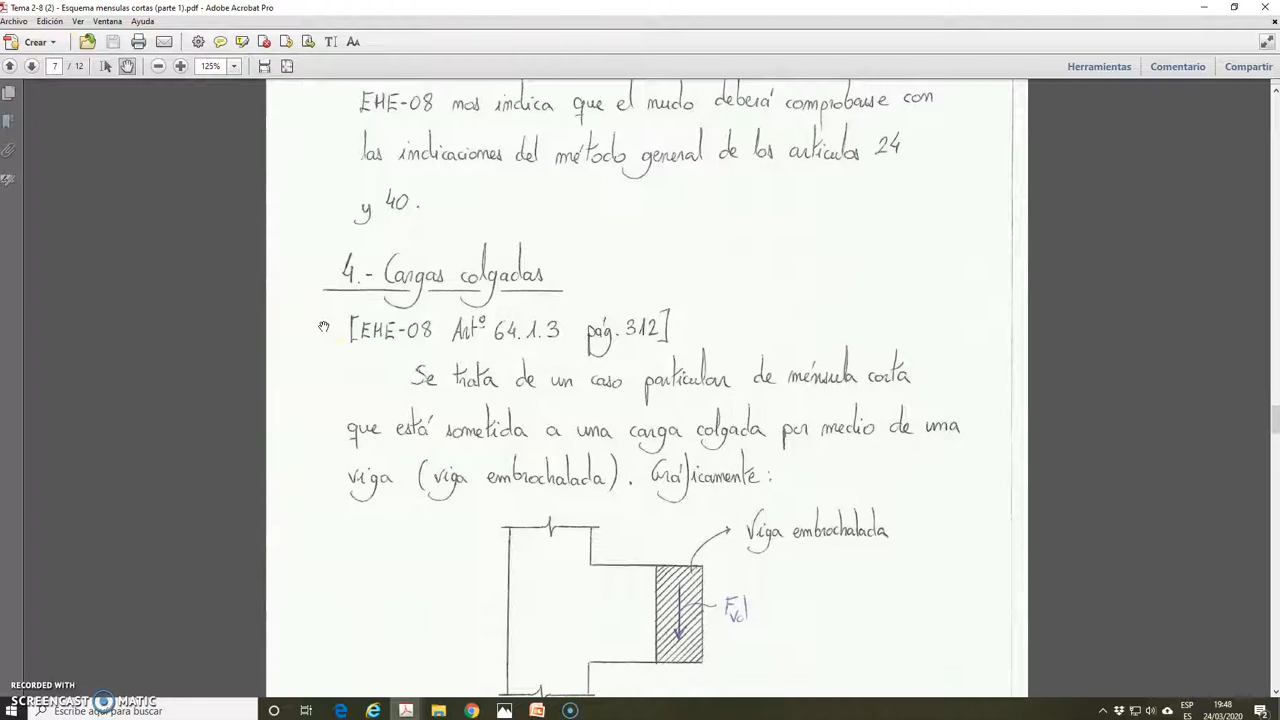 Tema 2-8 (2) - Esquema mensulas cortas (parte 1).pdf - Adobe Acrobat Pro
Archivo Edición Ver Ventana Ayuda
Crear
7 / 12 125% Herramientas Comentario Compartir
EHE-08 nos indica que el nudo deberá comprobarse con
las indicaciones del método general de los artículos 24
y 40.
4.- Cargas colgadas
[EHE-08 Artº 64.1.3 pág. 312]
Se trata de un caso particular de ménsula corta
que está sometida a una carga colgada por medio de una
viga (viga embrochalada). Gráficamente:
Viga embrochalada
Fvd
RECORDED WITH
SCREENCAST MATIC
Escribe aquí para buscar
ESP 19:48
ES 24/03/2020